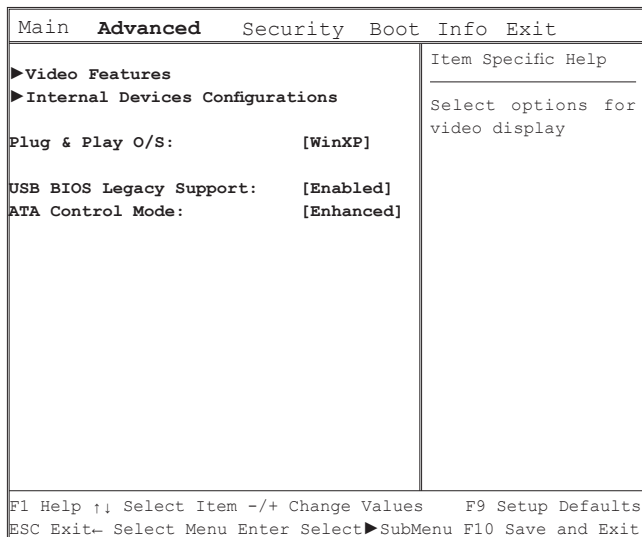 Main Advanced Security Boot Info Exit
►Video Features
►Internal Devices Configurations
Plug & Play O/S: [WinXP]
USB BIOS Legacy Support: [Enabled]
ATA Control Mode: [Enhanced]
Item Specific Help
Select options for
video display
F1 Help ↑↓ Select Item -/+ Change Values F9 Setup Defaults
ESC Exit← Select Menu Enter Select►SubMenu F10 Save and Exit